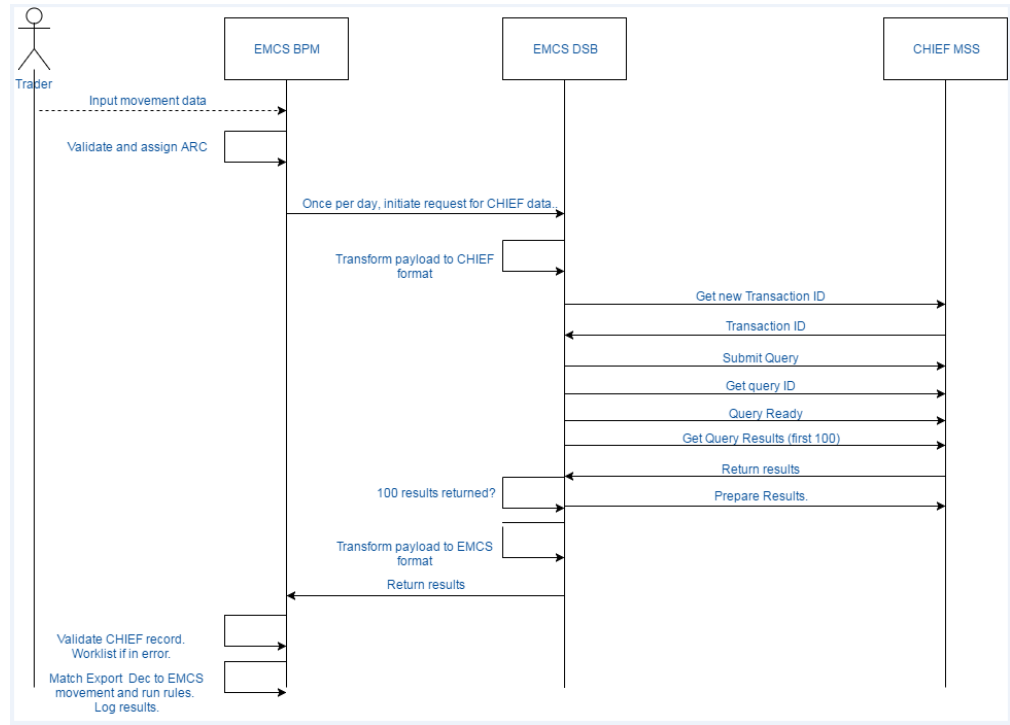 EMCS BPM
EMCS DSB
CHIEF MSS
Trader
Input movement data
Validate and assign ARC
Once per day, initiate request for CHIEF data..
Transform payload to CHIEF
format
Get new Transaction ID
Transaction ID
Submit Query
Get query ID
Query Ready
Get Query Results (first 100)
Return results
100 results returned?
Prepare Results.
Transform payload to EMCS
format
Return results
Validate CHIEF record.
Worklist if in error.
Match Export Dec to EMCS
movement and run rules.
Log results.